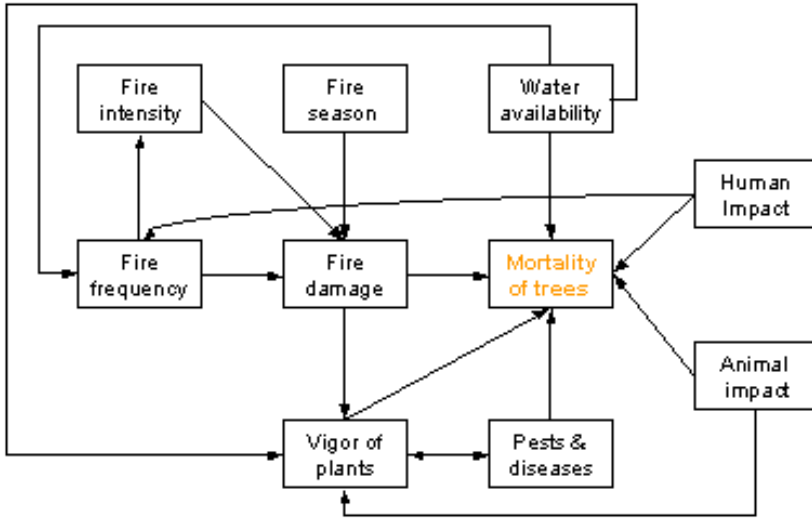 Fire
intensity
Fire
season
Water
availability
Human
Impact
Fire
frequency
Fire
damage
Mortality
of trees
Animal
impact
Vigor of
plants
Pests &
diseases